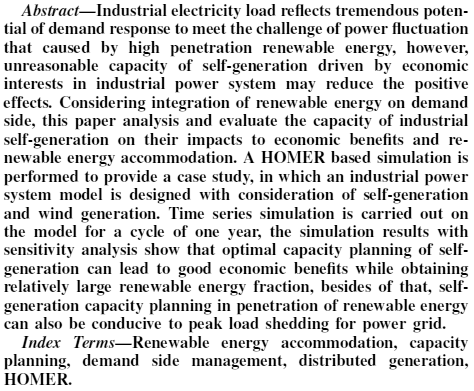 Abstract—Industrial electricity load reflects tremendous poten-
tial of demand response to meet the challenge of power fluctuation
that caused by high penetration renewable energy, however,
unreasonable capacity of self-generation driven by economic
interests in industrial power system may reduce the positive
effects. Considering integration of renewable energy on demand
side, this paper analysis and evaluate the capacity of industrial
self-generation on their impacts to economic benefits and re-
newable energy accommodation. A HOMER based simulation is
performed to provide a case study, in which an industrial power
system model is designed with consideration of self-generation
and wind generation. Time series simulation is carried out on
the model for a cycle of one year, the simulation results with
sensitivity analysis show that optimal capacity planning of self-
generation can lead to good economic benefits while obtaining
relatively large renewable energy fraction, besides of that, self-
generation capacity planning in penetration of renewable energy
can also be conducive to peak load shedding for power grid.
Index Terms—Renewable energy accommodation, capacity
planning, demand side management, distributed generation,
HOMER.